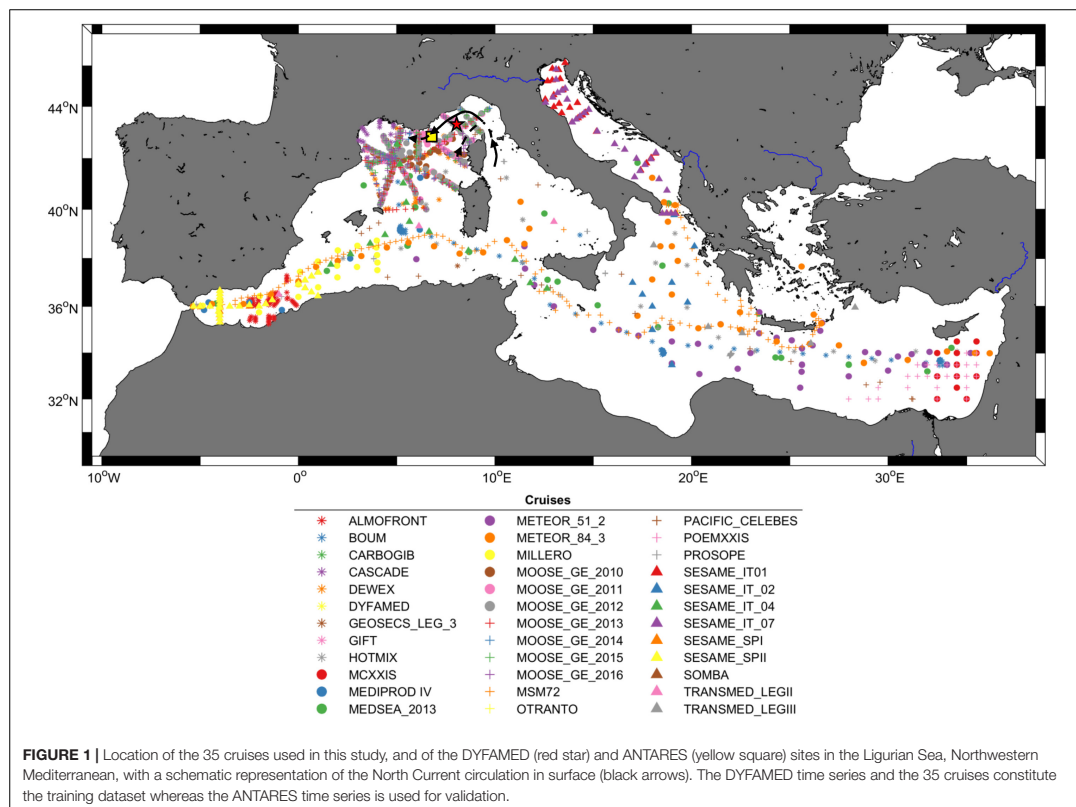 44°N
40°N
36°N
32°N
10°W
0°
10°E
20°E
30°E
Cruises
ALMOFRONT
BOUM
CARBOGIB
CASCADE
DEWEX
DYFAMED
GEOSECS_LEG_3
GIFT
HOTMIX
MCXXIS
MEDIPROD IV
MEDSEA_2013
METEOR_51_2
METEOR_84_3
MILLERO
MOOSE_GE_2010
MOOSE_GE_2011
MOOSE_GE_2012
MOOSE_GE_2013
MOOSE_GE_2014
MOOSE_GE_2015
MOOSE_GE_2016
MSM72
OTRANTO
PACIFIC_CELEBES
POEMXXIS
PROSOPE
SESAME_IT01
SESAME_IT_02
SESAME_IT_04
SESAME_IT_07
SESAME_SPI
SESAME_SPII
SOMBA
TRANSMED_LEGII
TRANSMED_LEGIII
FIGURE 1 | Location of the 35 cruises used in this study, and of the DYFAMED (red star) and ANTARES (yellow square) sites in the Ligurian Sea, Northwestern
Mediterranean, with a schematic representation of the North Current circulation in surface (black arrows). The DYFAMED time series and the 35 cruises constitute
the training dataset whereas the ANTARES time series is used for validation.